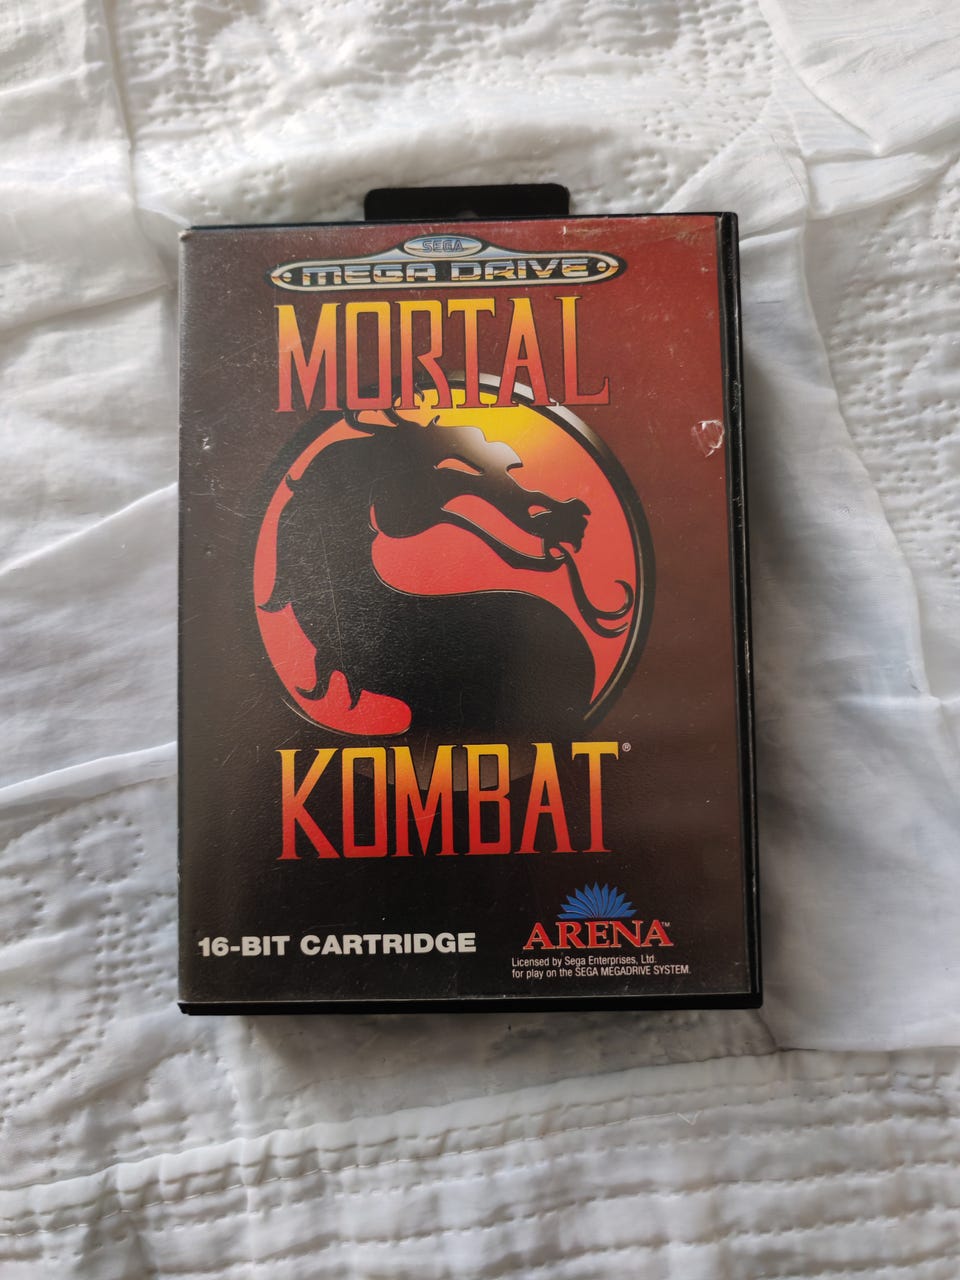 SEGA
MEGA DRIVE
MORTAL
KOMBAT®
16-BIT CARTRIDGE
ARENA™
Licensed by Sega Enterprises, Ltd.
for play on the SEGA MEGADRIVE SYSTEM.